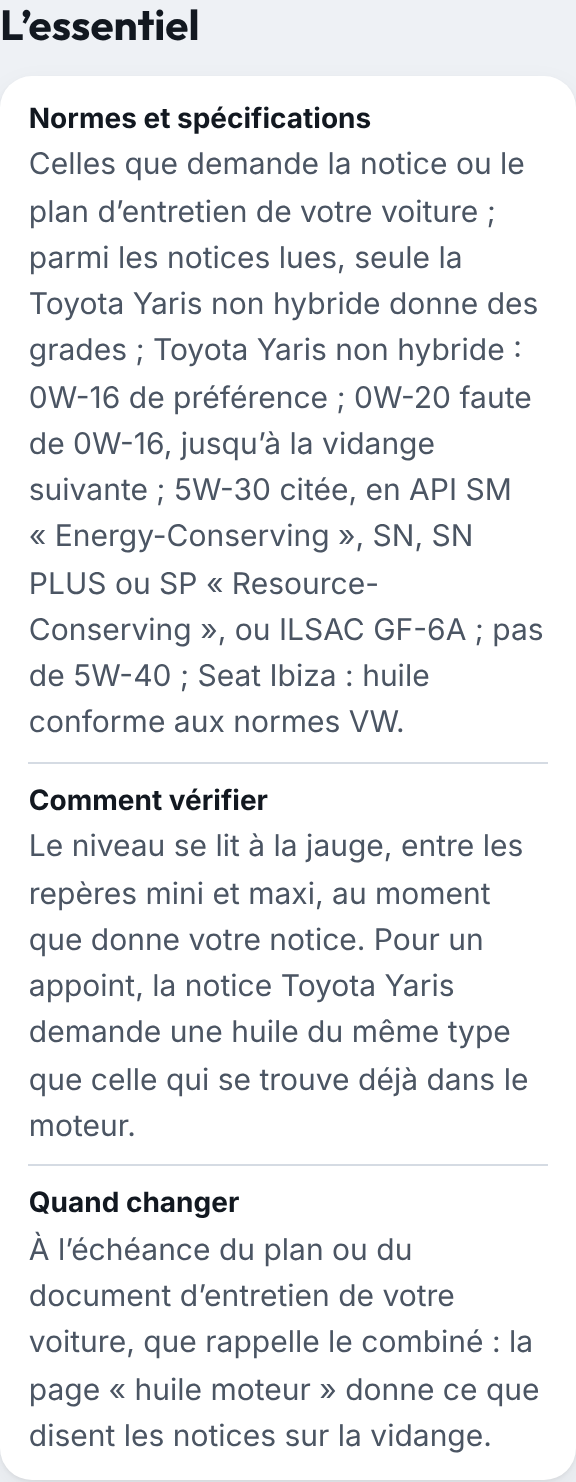 L’essentiel
Normes et spécifications
Celles que demande la notice ou le
plan d’entretien de votre voiture ;
parmi les notices lues, seule la
Toyota Yaris non hybride donne des
grades ; Toyota Yaris non hybride :
0W-16 de préférence ; 0W-20 faute
de 0W-16, jusqu’à la vidange
suivante ; 5W-30 citée, en API SM
« Energy-Conserving », SN, SN
PLUS ou SP « Resource-
Conserving », ou ILSAC GF-6A ; pas
de 5W-40 ; Seat Ibiza : huile
conforme aux normes VW.
Comment vérifier
Le niveau se lit à la jauge, entre les
repères mini et maxi, au moment
que donne votre notice. Pour un
appoint, la notice Toyota Yaris
demande une huile du même type
que celle qui se trouve déjà dans le
moteur.
Quand changer
À l’échéance du plan ou du
document d’entretien de votre
voiture, que rappelle le combiné : la
page « huile moteur » donne ce que
disent les notices sur la vidange.